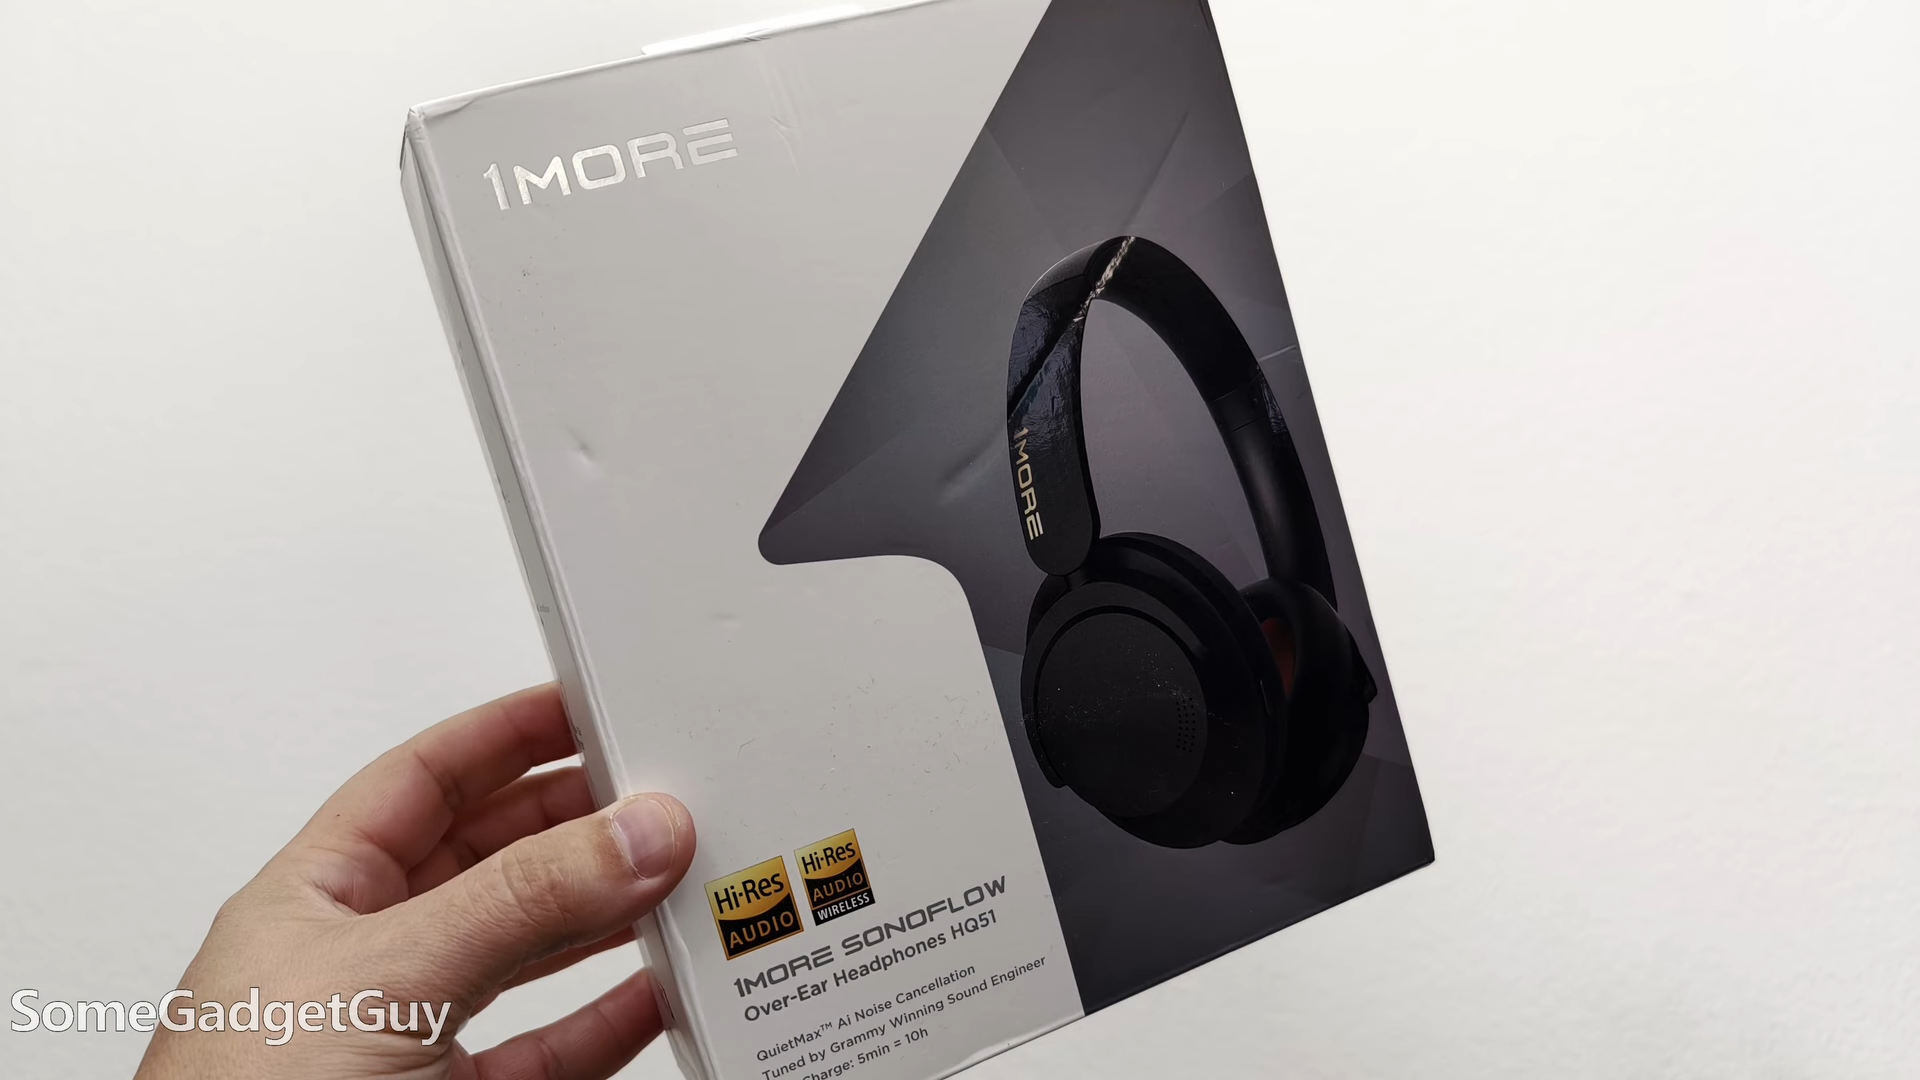 1MORE
1MORE
Hi-Res
AUDIO
Hi-Res
AUDIO
WIRELESS
1MORE SONOFLOW
Over-Ear Headphones HQ51
QuietMax™ Ai Noise Cancellation
Tuned by Grammy Winning Sound Engineer
Charge: 5min = 10h
SomeGadgetGuy